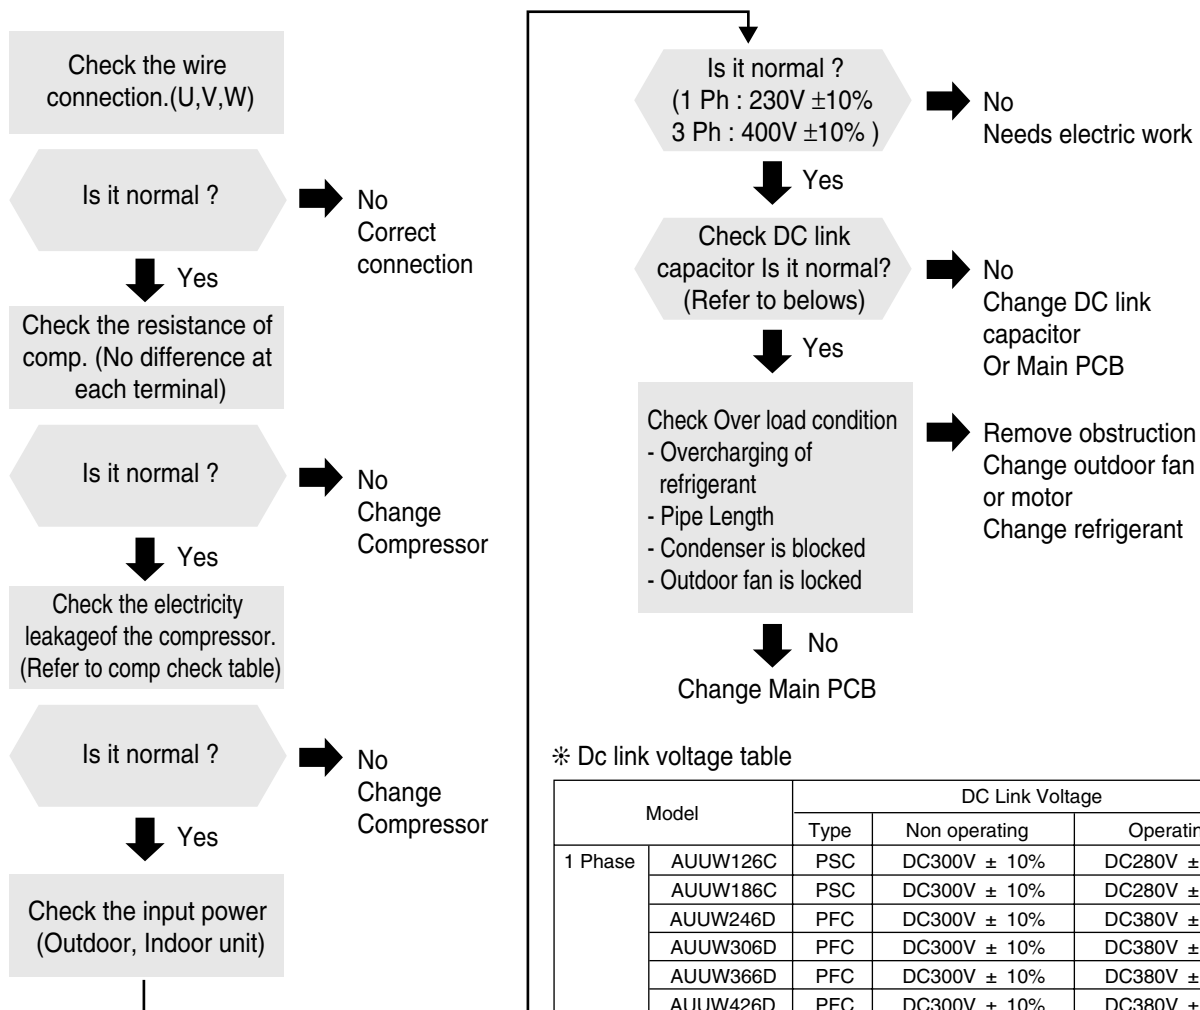 Check the wire
connection.(U,V,W)
Is it normal ?
No
Correct
connection
Yes
Check the resistance of
comp. (No difference at
each terminal)
Is it normal ?
No
Change
Compressor
Yes
Check the electricity
leakageof the compressor.
(Refer to comp check table)
Is it normal ?
No
Change
Compressor
Yes
Check the input power
(Outdoor, Indoor unit)
Is it normal ?
(1 Ph : 230V ±10%
3 Ph : 400V ±10% )
No
Needs electric work
Yes
Check DC link
capacitor Is it normal?
(Refer to belows)
No
Change DC link
capacitor
Or Main PCB
Yes
Check Over load condition
- Overcharging of
refrigerant
- Pipe Length
- Condenser is blocked
- Outdoor fan is locked
Remove obstruction
Change outdoor fan
or motor
Change refrigerant
No
Change Main PCB
❈ Dc link voltage table
Model DC Link Voltage
Type Non operating Operatin
1 Phase AUUW126C PSC DC300V ± 10% DC280V ±
AUUW186C PSC DC300V ± 10% DC280V ±
AUUW246D PFC DC300V ± 10% DC380V ±
AUUW306D PFC DC300V ± 10% DC380V ±
AUUW366D PFC DC300V ± 10% DC380V ±
AUUW426D PFC DC300V ± 10% DC380V ±